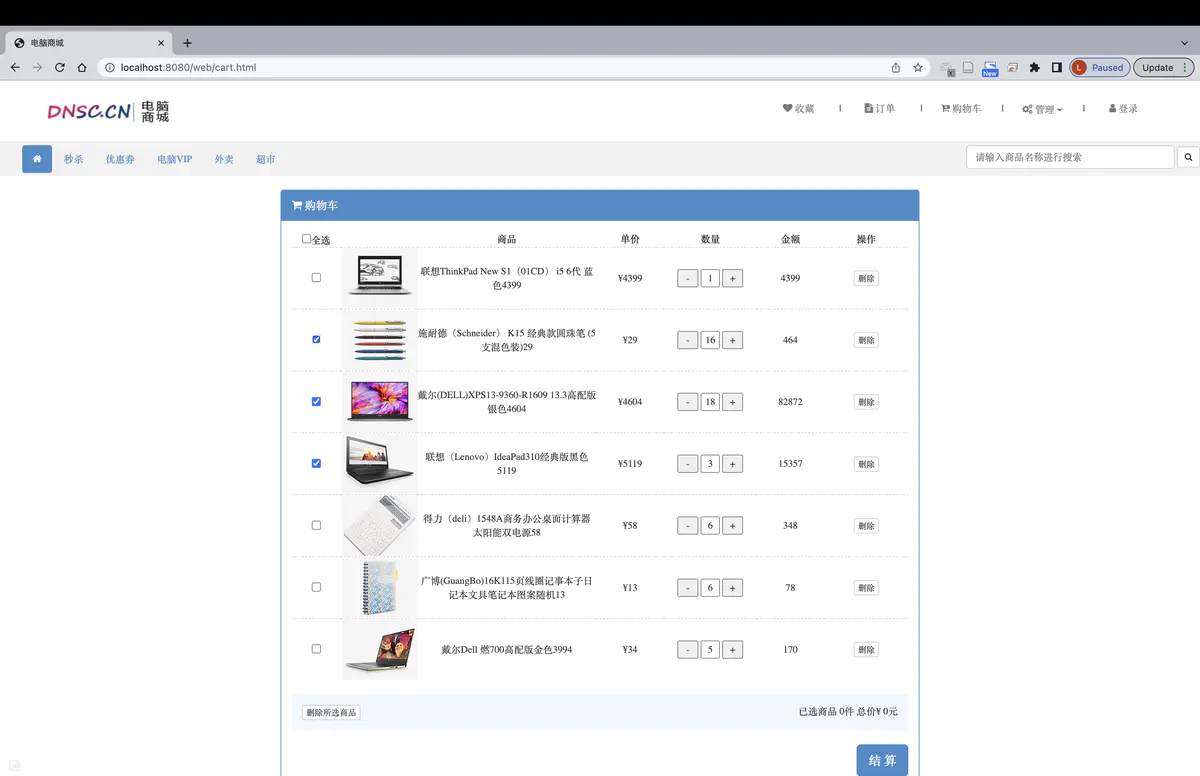 电脑商城
localhost:8080/web/cart.html
New
L Paused
Update
DNSC.CN 电脑商城
收藏 | 订单 | 购物车 | 管理 | 登录
秒杀 优惠券 电脑VIP 外卖 超市
请输入商品名称进行搜索
购物车
全选 商品 单价 数量 金额 操作
联想ThinkPad New S1（01CD） i5 6代 蓝
色4399
¥4399 - 1 + 4399 删除
施耐德（Schneider） K15 经典款圆珠笔 (5
支混色装)29
¥29 - 16 + 464 删除
戴尔(DELL)XPS13-9360-R1609 13.3高配版
银色4604
¥4604 - 18 + 82872 删除
联想（Lenovo）IdeaPad310经典版黑色
5119
¥5119 - 3 + 15357 删除
得力（deli）1548A商务办公桌面计算器
太阳能双电源58
¥58 - 6 + 348 删除
广博(GuangBo)16K115页线圈记事本子日
记本文具笔记本图案随机13
¥13 - 6 + 78 删除
戴尔Dell 燃700高配版金色3994
¥34 - 5 + 170 删除
删除所选商品 已选商品 0件 总价¥ 0元
结 算